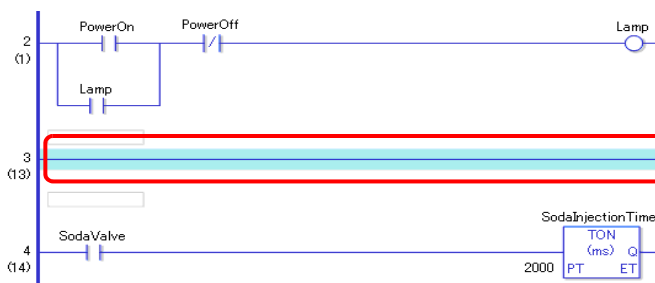 PowerOn PowerOff Lamp
2
(1)
Lamp
3
(13)
SodaInjectionTime
SodaValve TON
4 (ms) Q
(14) 2000 PT ET